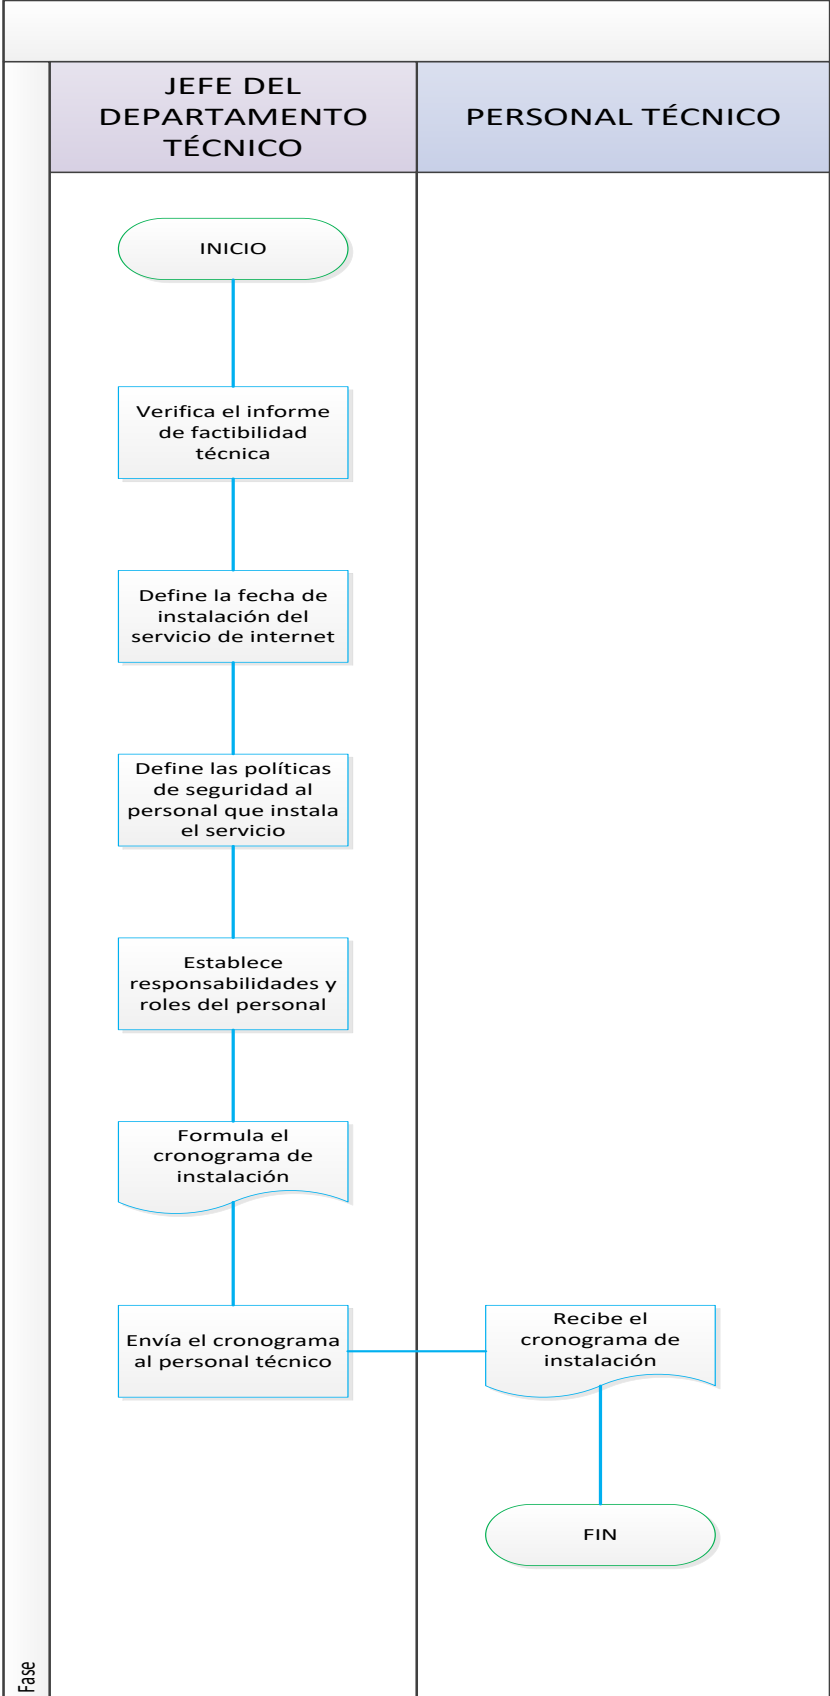 JEFE DEL
DEPARTAMENTO
TÉCNICO
PERSONAL TÉCNICO
INICIO
Verifica el informe
de factibilidad
técnica
Define la fecha de
instalación del
servicio de internet
Define las políticas
de seguridad al
personal que instala
el servicio
Establece
responsabilidades y
roles del personal
Formula el
cronograma de
instalación
Envía el cronograma
al personal técnico
Recibe el
cronograma de
instalación
FIN
Fase